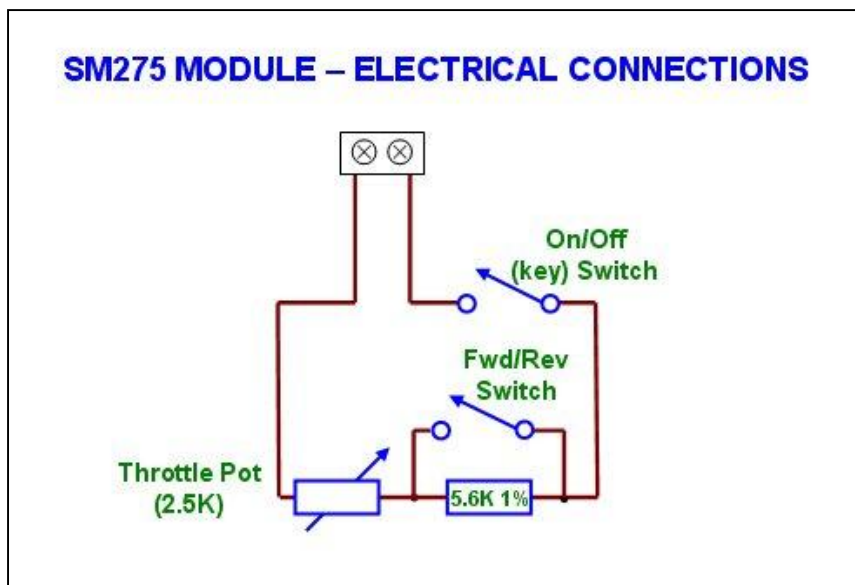 SM275 MODULE – ELECTRICAL CONNECTIONS
On/Off
(key) Switch
Fwd/Rev
Switch
Throttle Pot
(2.5K)
5.6K 1%